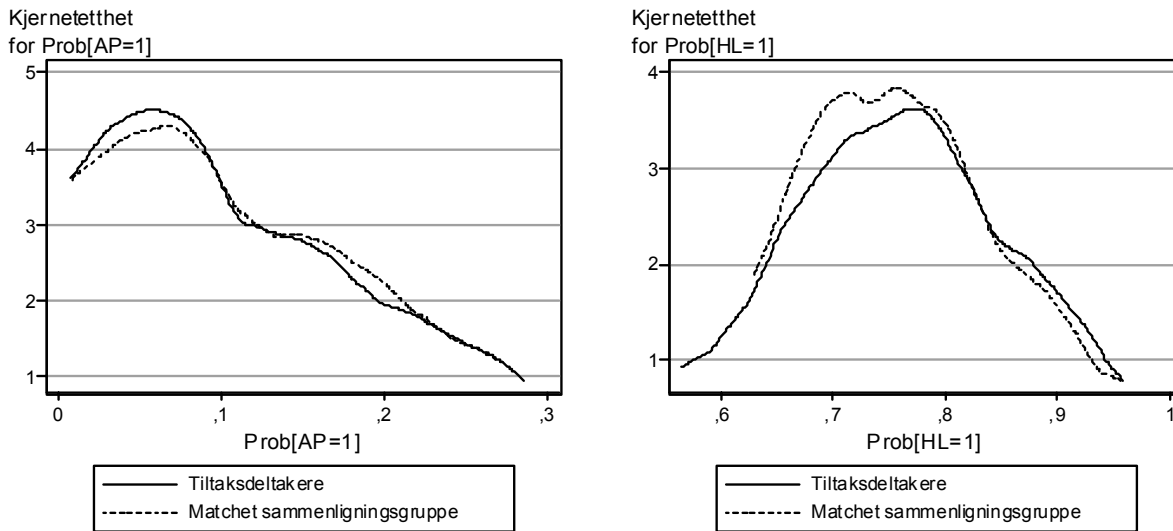 Kjernetetthet
for Prob[AP=1]
5
4
3
2
1
0
,1
,2
,3
Prob[AP=1]
Tiltaksdeltakere
Matchet sammenligningsgruppe
Kjernetetthet
for Prob[HL=1]
4
3
2
1
,6
,7
,8
,9
1
Prob[HL=1]
Tiltaksdeltakere
Matchet sammenligningsgruppe